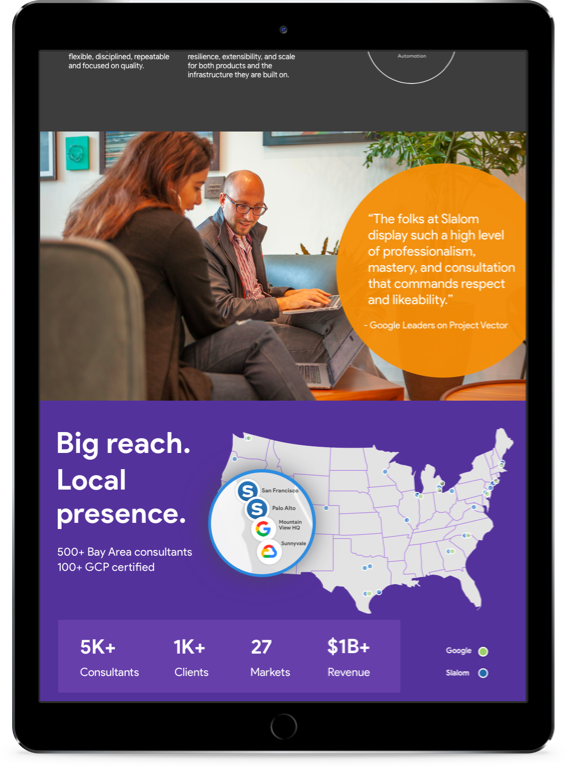 flexible, disciplined, repeatable
and focused on quality.
resilience, extensibility, and scale
for both products and the
infrastructure they are built on.
Automation
“The folks at Slalom
display such a high level
of professionalism,
mastery, and consultation
that commands respect
and likeability.”
- Google Leaders on Project Vector
Big reach.
Local
presence.
500+ Bay Area consultants
100+ GCP certified
S San Francisco
S Palo Alto
G Mountain
View HQ
Sunnyvale
5K+
Consultants
1K+
Clients
27
Markets
$1B+
Revenue
Google
Slalom